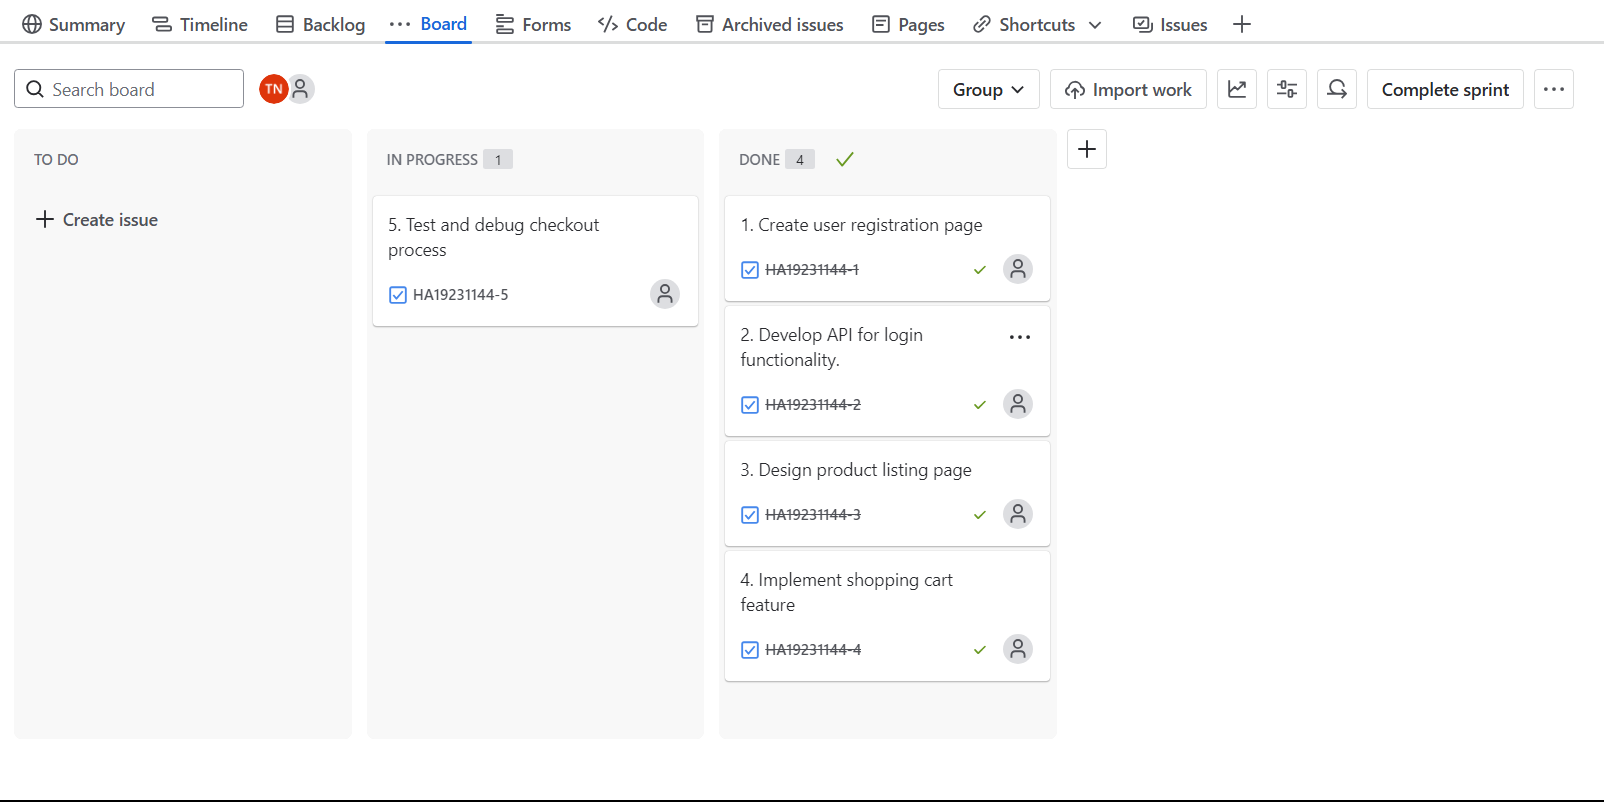 Summary Timeline Backlog Board Forms Code Archived issues Pages Shortcuts Issues
Search board TN Group Import work Complete sprint
TO DO
Create issue
IN PROGRESS 1
5. Test and debug checkout
process
HA19231144-5
DONE 4
1. Create user registration page
HA19231144-1
2. Develop API for login
functionality.
HA19231144-2
3. Design product listing page
HA19231144-3
4. Implement shopping cart
feature
HA19231144-4